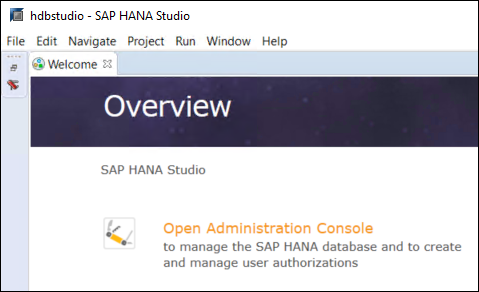 hdbstudio - SAP HANA Studio
File Edit Navigate Project Run Window Help
Welcome
Overview
SAP HANA Studio
Open Administration Console
to manage the SAP HANA database and to create
and manage user authorizations